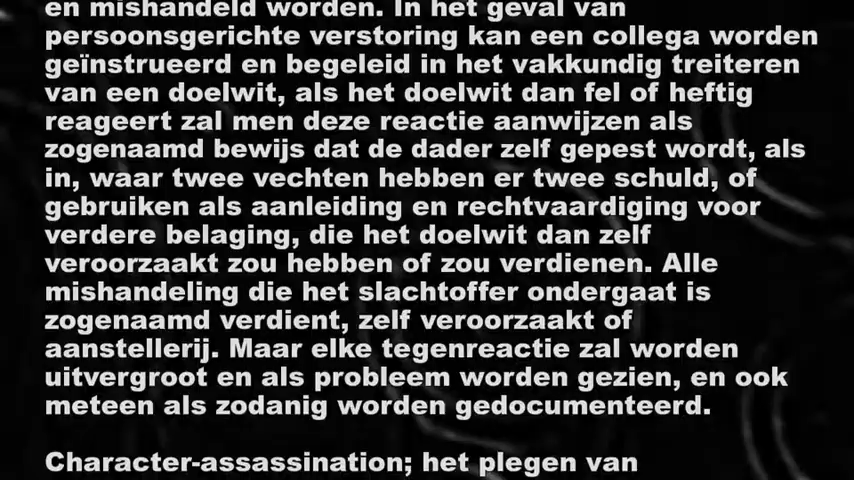 en mishandeld worden. In het geval van
persoonsgerichte verstoring kan een collega worden
geïnstrueerd en begeleid in het vakkundig treiteren
van een doelwit, als het doelwit dan fel of heftig
reageert zal men deze reactie aanwijzen als
zogenaamd bewijs dat de dader zelf gepest wordt, als
in, waar twee vechten hebben er twee schuld, of
gebruiken als aanleiding en rechtvaardiging voor
verdere belaging, die het doelwit dan zelf
veroorzaakt zou hebben of zou verdienen. Alle
mishandeling die het slachtoffer ondergaat is
zogenaamd verdient, zelf veroorzaakt of
aanstellerij. Maar elke tegenreactie zal worden
uitvergroot en als probleem worden gezien, en ook
meteen als zodanig worden gedocumenteerd.
Character-assassination; het plegen van